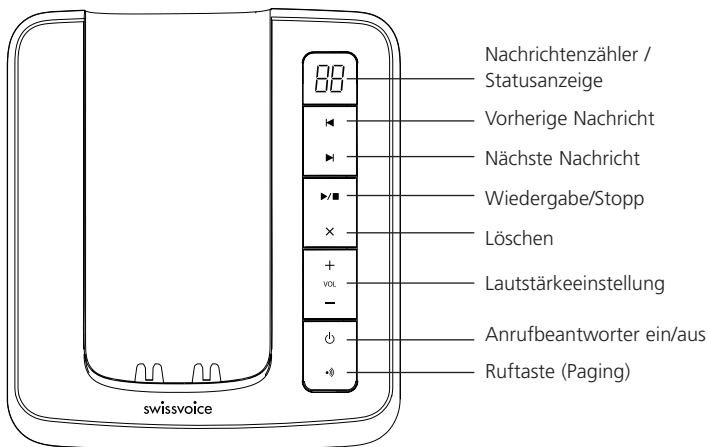 88
Nachrichtenzähler /
Statusanzeige
Vorherige Nachricht
Nächste Nachricht
Wiedergabe/Stopp
Löschen
+
VOL
−
Lautstärkeeinstellung
Anrufbeantworter ein/aus
Ruftaste (Paging)
swissvoice